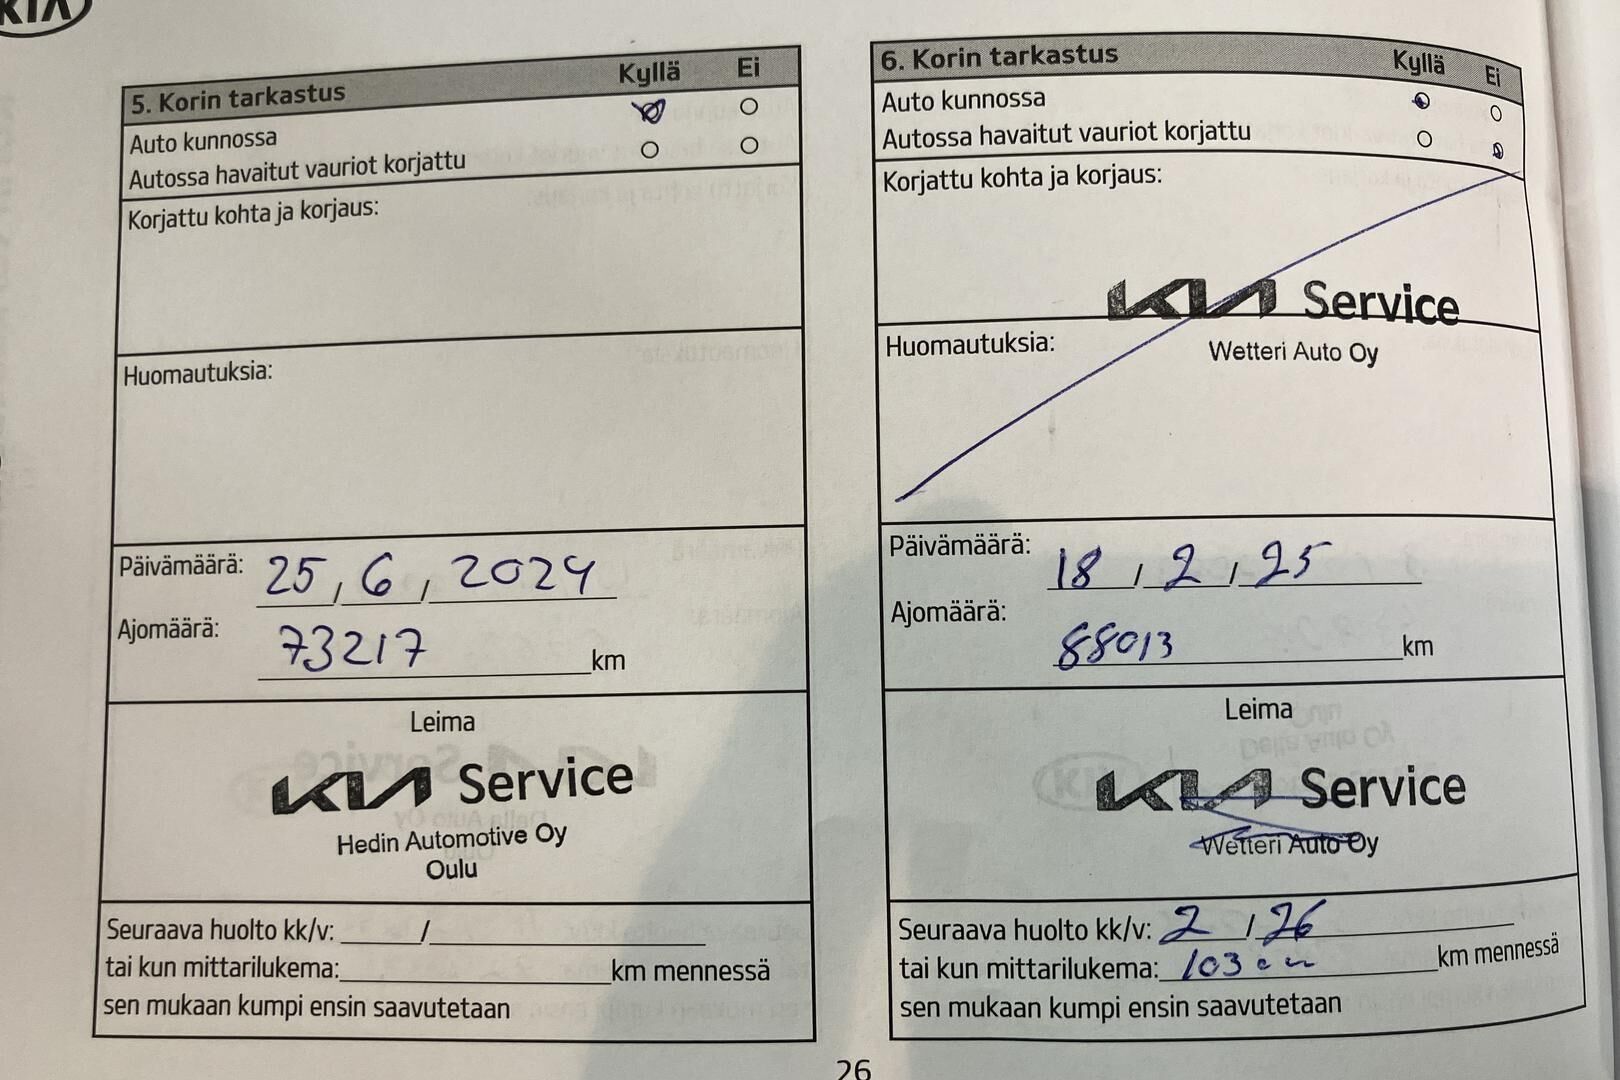 KIA
5. Korin tarkastus Kyllä Ei
Auto kunnossa
Autossa havaitut vauriot korjattu
Korjattu kohta ja korjaus:
Huomautuksia:
Päivämäärä: 25 / 6 / 2024
Ajomäärä: 73217 km
Leima
KIA Service
Hedin Automotive Oy
Oulu
Seuraava huolto kk/v: /
tai kun mittarilukema: km mennessä
sen mukaan kumpi ensin saavutetaan
6. Korin tarkastus Kyllä Ei
Auto kunnossa
Autossa havaitut vauriot korjattu
Korjattu kohta ja korjaus:
KIA Service
Huomautuksia: Wetteri Auto Oy
Päivämäärä: 18 / 2 / 25
Ajomäärä: 88013 km
Leima
KIA Service
Wetteri Auto Oy
Seuraava huolto kk/v: 2 / 26
tai kun mittarilukema: 103 km mennessä
sen mukaan kumpi ensin saavutetaan
26